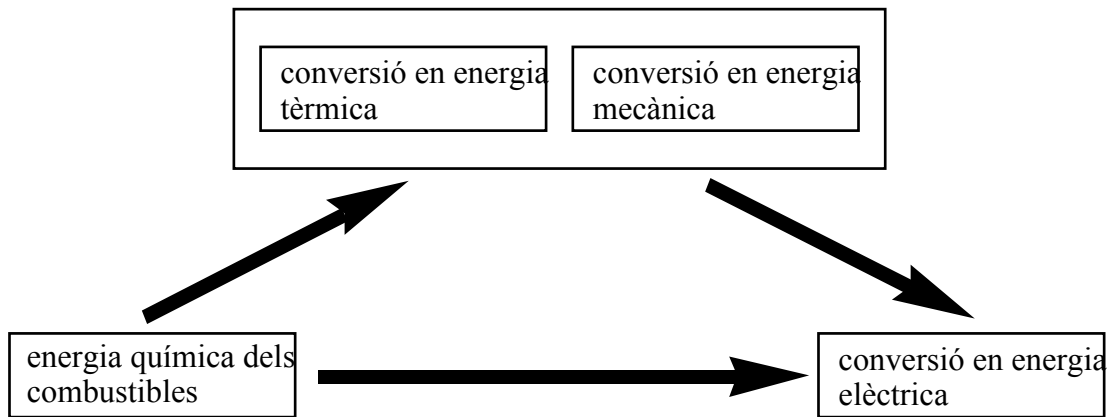 conversió en energia
tèrmica
conversió en energia
mecànica
energia química dels
combustibles
conversió en energia
elèctrica